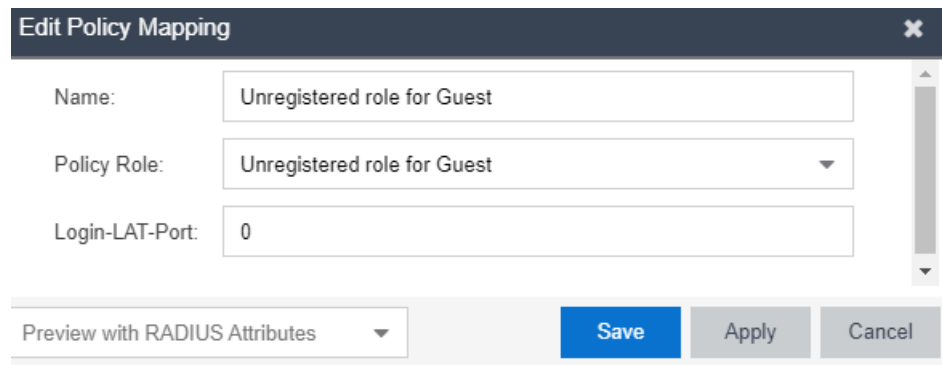 Edit Policy Mapping
Name: Unregistered role for Guest
Policy Role: Unregistered role for Guest
Login-LAT-Port: 0
Preview with RADIUS Attributes Save Apply Cancel